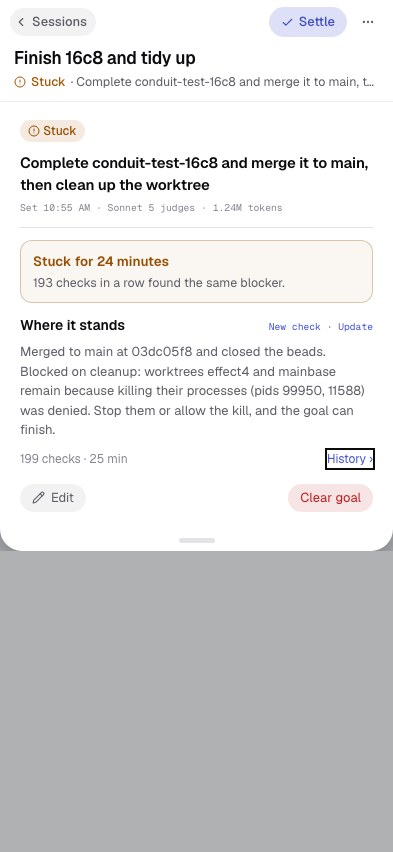 Sessions
Settle
Finish 16c8 and tidy up
Stuck · Complete conduit-test-16c8 and merge it to main, t...
Stuck
Complete conduit-test-16c8 and merge it to main,
then clean up the worktree
Set 10:55 AM · Sonnet 5 judges · 1.24M tokens
Stuck for 24 minutes
193 checks in a row found the same blocker.
Where it stands
New check · Update
Merged to main at 03dc05f8 and closed the beads.
Blocked on cleanup: worktrees effect4 and mainbase
remain because killing their processes (pids 99950, 11588)
was denied. Stop them or allow the kill, and the goal can
finish.
199 checks · 25 min
History ›
Edit
Clear goal